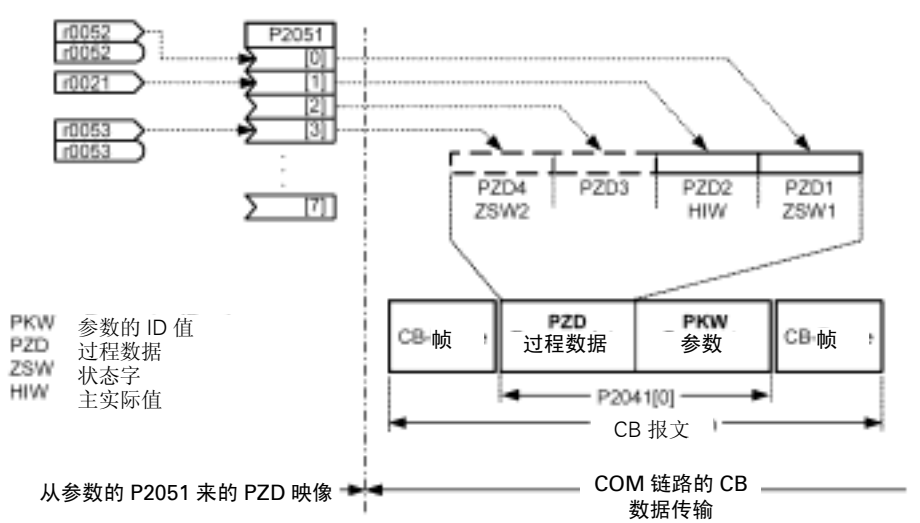 r0052
r0052
r0021
r0053
r0053
P2051
[0]
[1]
[2]
[3]
[7]
PZD4 PZD3 PZD2 PZD1
ZSW2 HIW ZSW1
PKW 参数的 ID 值
PZD 过程数据
ZSW 状态字
HIW 主实际值
CB-帧
PZD
过程数据
PKW
参数
CB-帧
P2041[0]
CB 报文
从参数的 P2051 来的 PZD 映像
COM 链路的 CB
数据传输